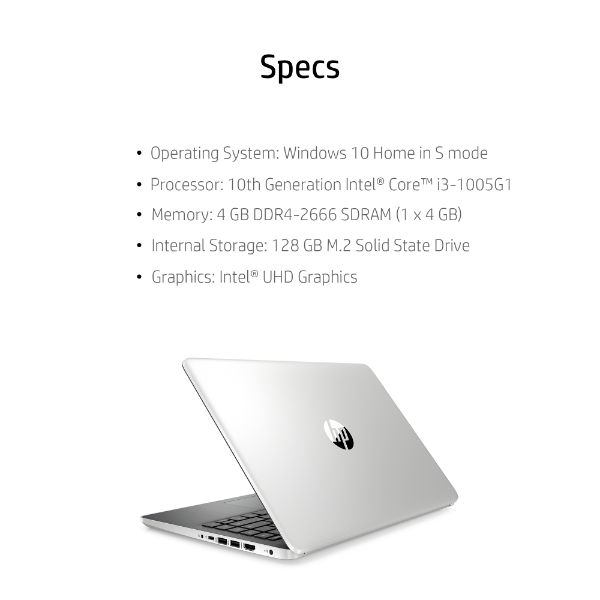 Specs
• Operating System: Windows 10 Home in S mode
• Processor: 10th Generation Intel® Core™ i3-1005G1
• Memory: 4 GB DDR4-2666 SDRAM (1 x 4 GB)
• Internal Storage: 128 GB M.2 Solid State Drive
• Graphics: Intel® UHD Graphics
hp